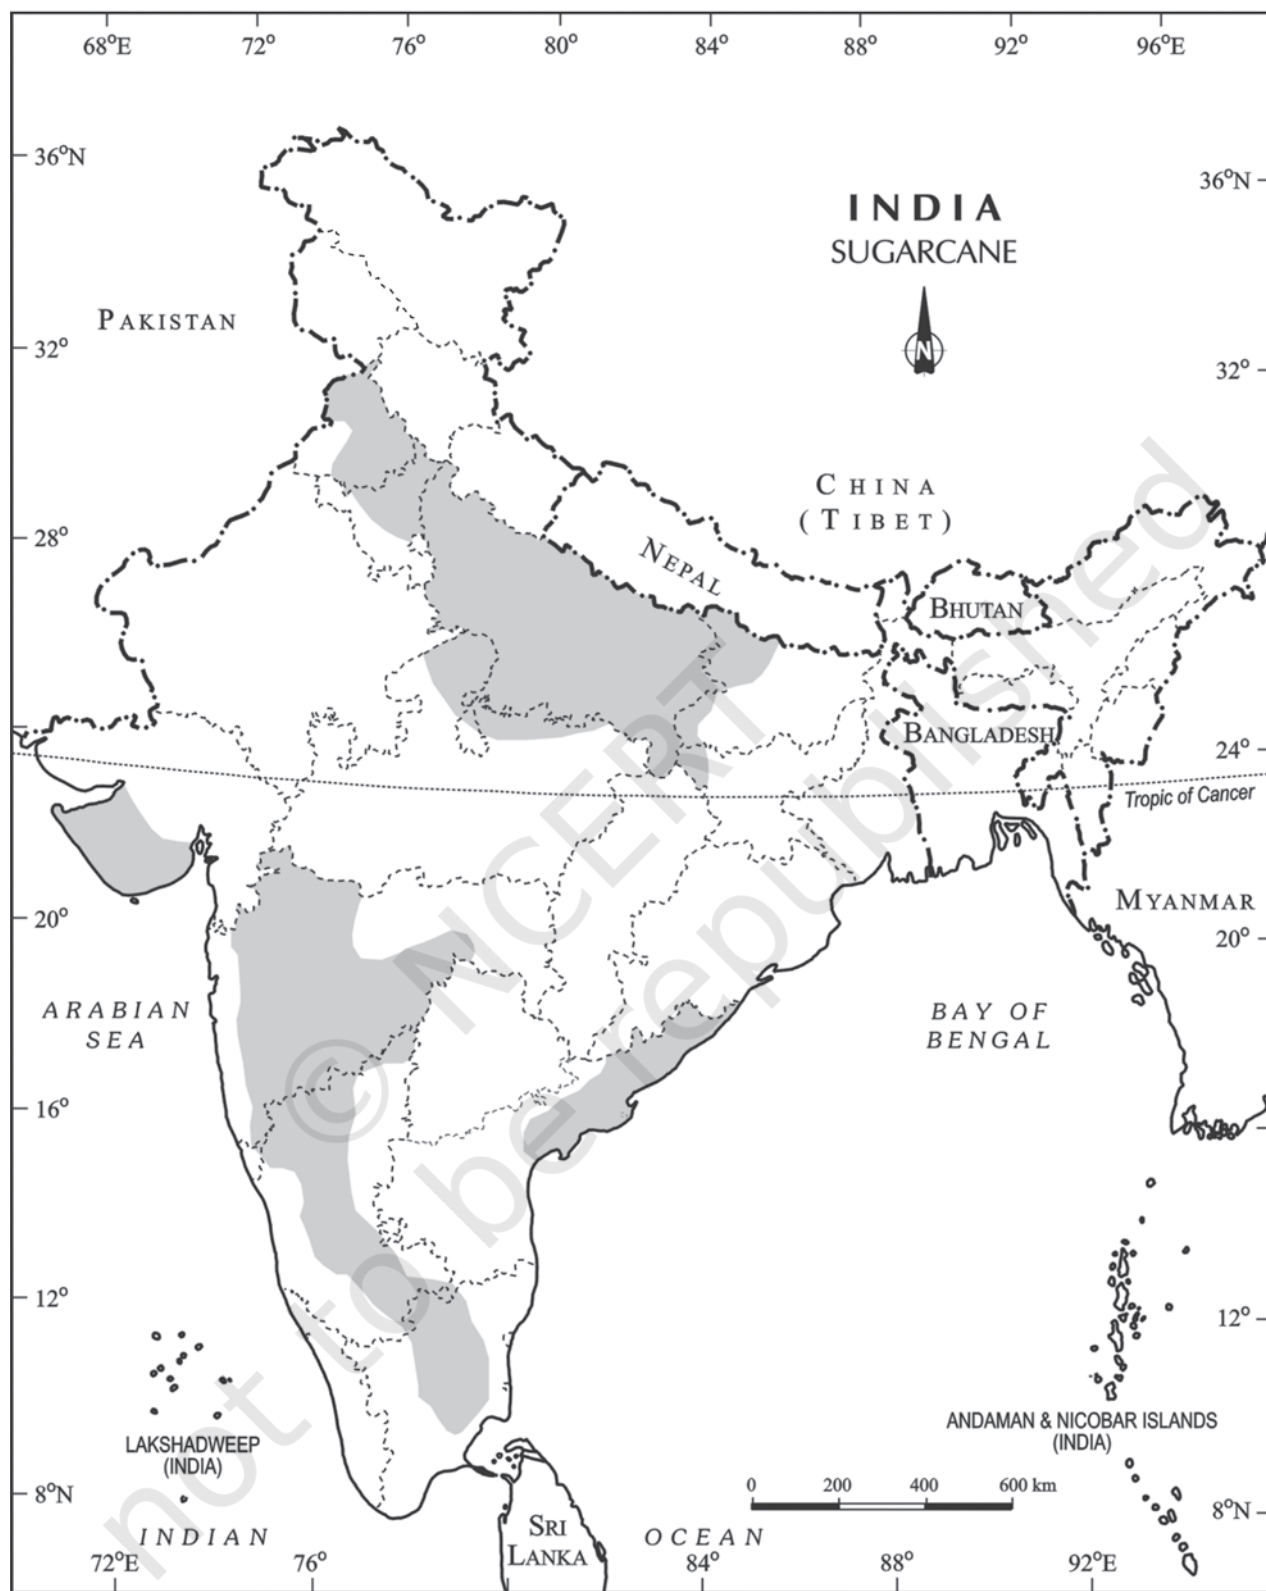 68°E 72° 76° 80° 84° 88° 92° 96°E
36°N
36°N
INDIA
SUGARCANE
N
PAKISTAN
32°
32°
CHINA
(TIBET)
28°
NEPAL
BHUTAN
BANGLADESH
24°
Tropic of Cancer
MYANMAR
20°
20°
ARABIAN
SEA
BAY OF
BENGAL
16°
12°
12°
LAKSHADWEEP
(INDIA)
ANDAMAN & NICOBAR ISLANDS
(INDIA)
0 200 400 600 km
8°N
8°N
INDIAN OCEAN
SRI
LANKA
72°E 76° 84° 88° 92°E
© NCERT
not to be republished